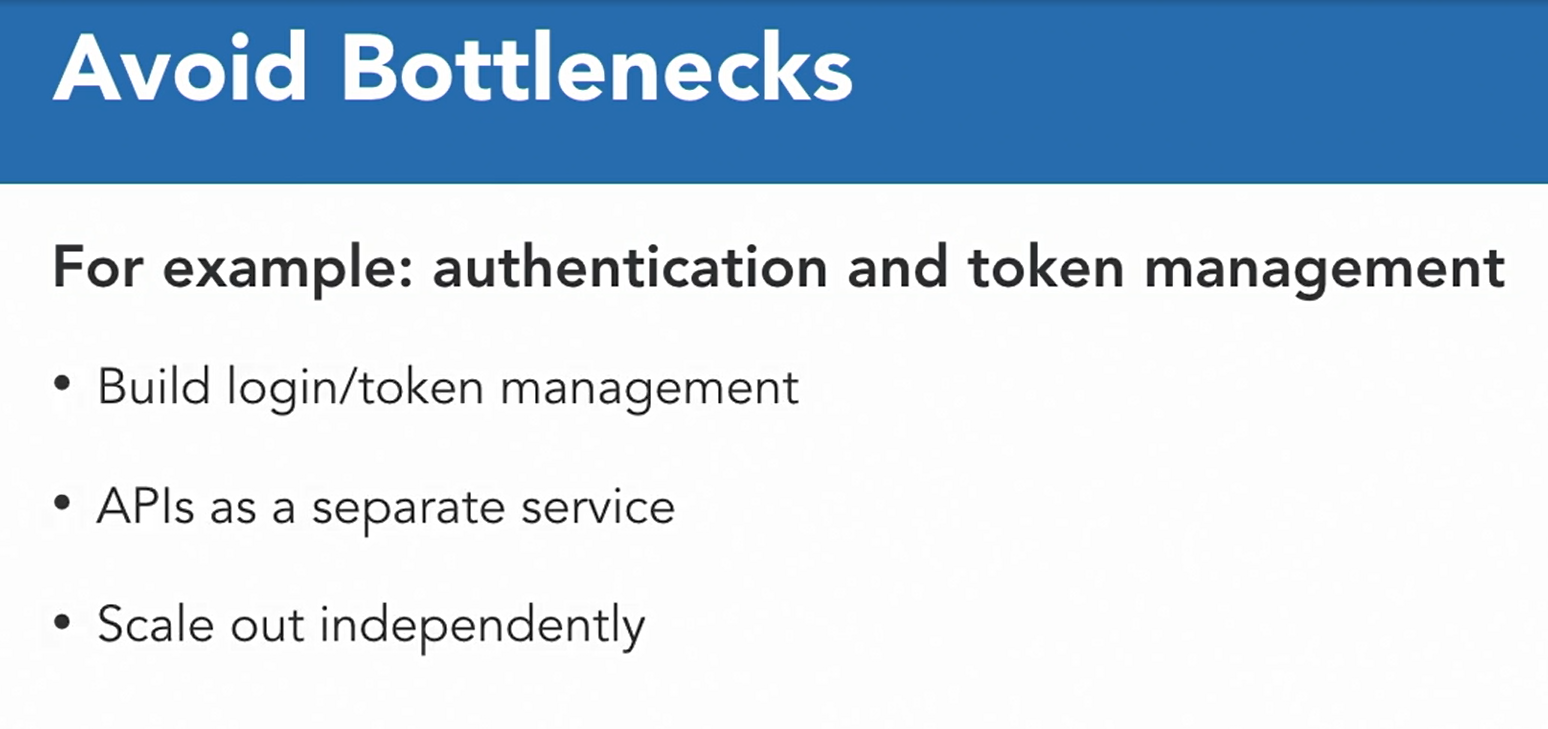 Avoid Bottlenecks
For example: authentication and token management
• Build login/token management
• APIs as a separate service
• Scale out independently